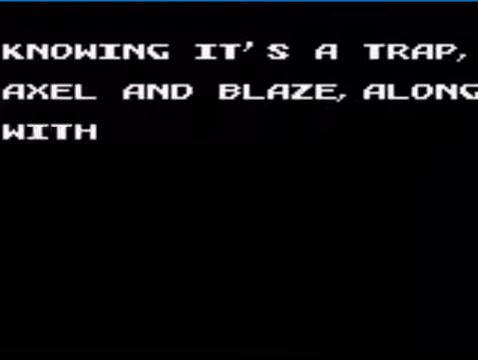 KNOWING IT'S A TRAP,
AXEL AND BLAZE, ALONG
WITH